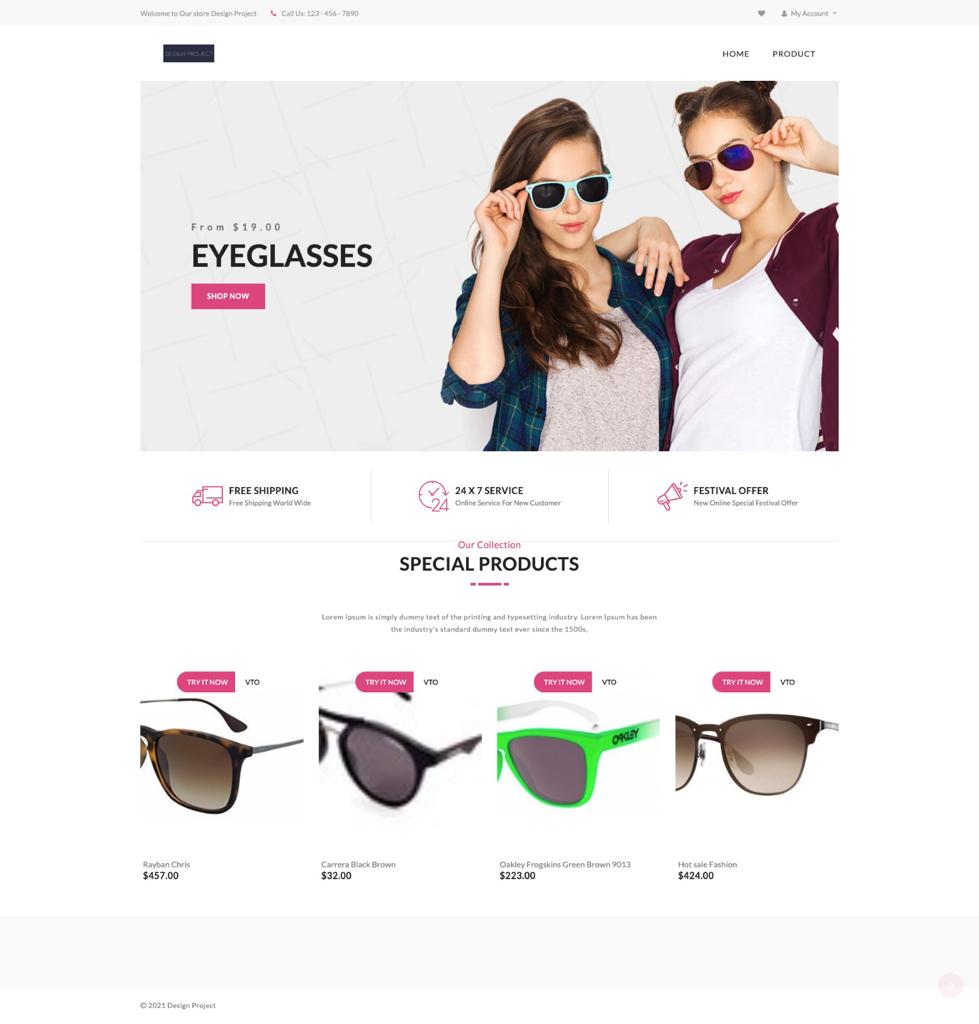 Welcome to Our store Design Project
Call Us: 123 - 456 - 7890
My Account
DESIGN PROJECT
HOME
PRODUCT
From $19.00
EYEGLASSES
SHOP NOW
FREE SHIPPING
Free Shipping World Wide
24
24 X 7 SERVICE
Online Service For New Customer
FESTIVAL OFFER
New Online Special Festival Offer
Our Collection
SPECIAL PRODUCTS
Lorem Ipsum is simply dummy text of the printing and typesetting industry. Lorem Ipsum has been
the industry's standard dummy text ever since the 1500s,
TRY IT NOW VTO
TRY IT NOW VTO
TRY IT NOW VTO
TRY IT NOW VTO
OAKLEY
Rayban Chris
$457.00
Carrera Black Brown
$32.00
Oakley Frogskins Green Brown 9013
$223.00
Hot sale Fashion
$424.00
© 2021 Design Project